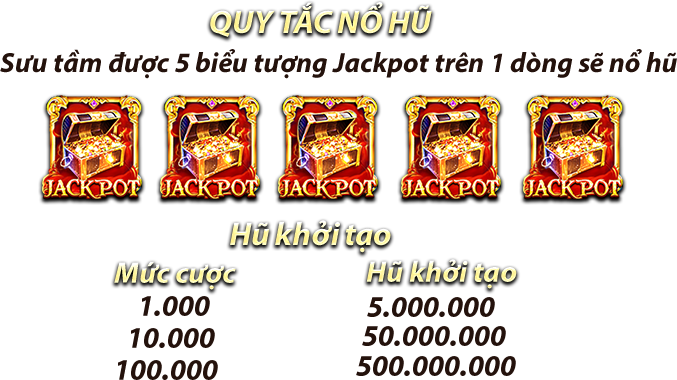 QUY TẮC NỔ HŨ
Sưu tầm được 5 biểu tượng Jackpot trên 1 dòng sẽ nổ hũ
JACKPOT JACKPOT JACKPOT JACKPOT JACKPOT
Hũ khởi tạo
Mức cược Hũ khởi tạo
1.000 5.000.000
10.000 50.000.000
100.000 500.000.000